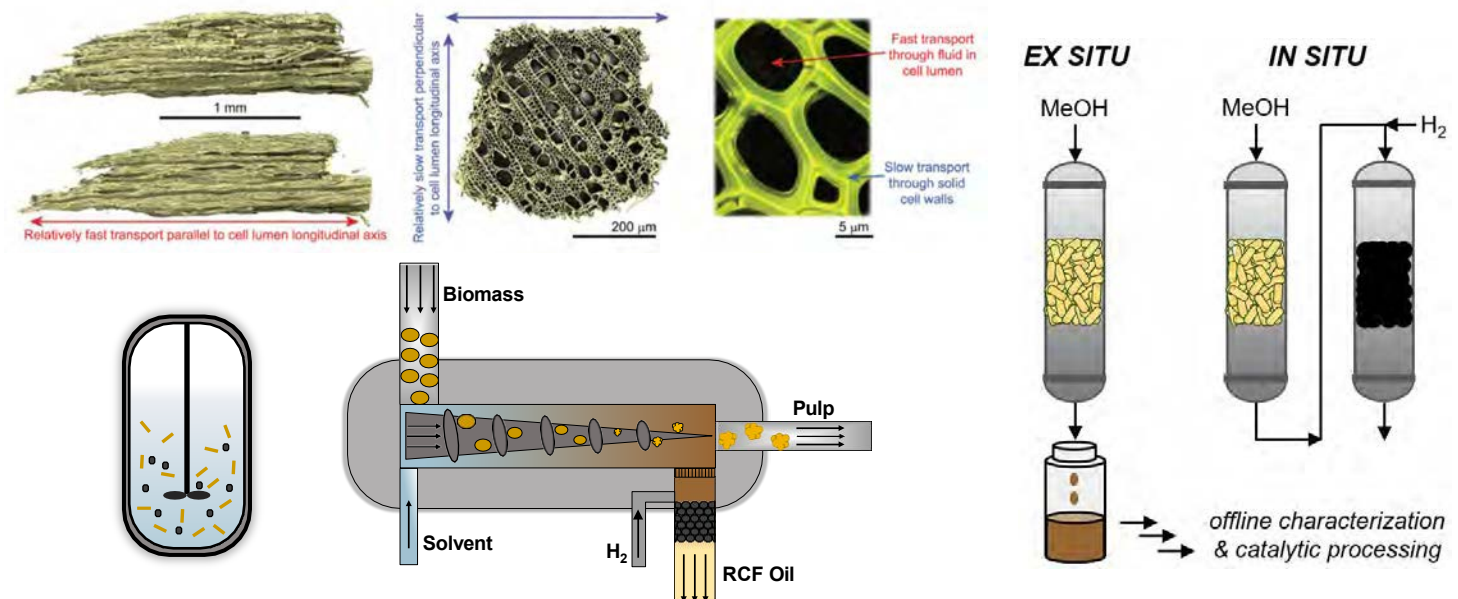 1 mm
Relatively fast transport parallel to cell lumen longitudinal axis
Relatively slow transport perpendicular
to cell lumen longitudinal axis
200 μm
Fast transport
through fluid in
cell lumen
Slow transport
through solid
cell walls
5 μm
EX SITU
MeOH
IN SITU
MeOH
H₂
offline characterization
& catalytic processing
Biomass
Pulp
Solvent
H₂
RCF Oil